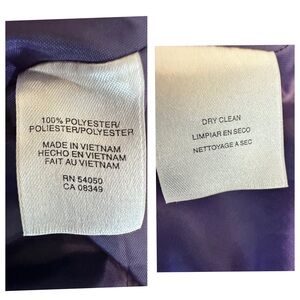 100% POLYESTER/
POLIESTER/POLYESTER
MADE IN VIETNAM
HECHO EN VIETNAM
FAIT AU VIETNAM
RN 54050
CA 08349
DRY CLEAN
LIMPIAR EN SECO
NETTOYAGE A SEC